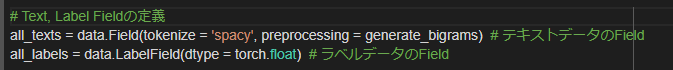 # Text, Label Fieldの定義
all_texts = data.Field(tokenize = 'spacy', preprocessing = generate_bigrams)  # テキストデータのField
all_labels = data.LabelField(dtype = torch.float)  # ラベルデータのField